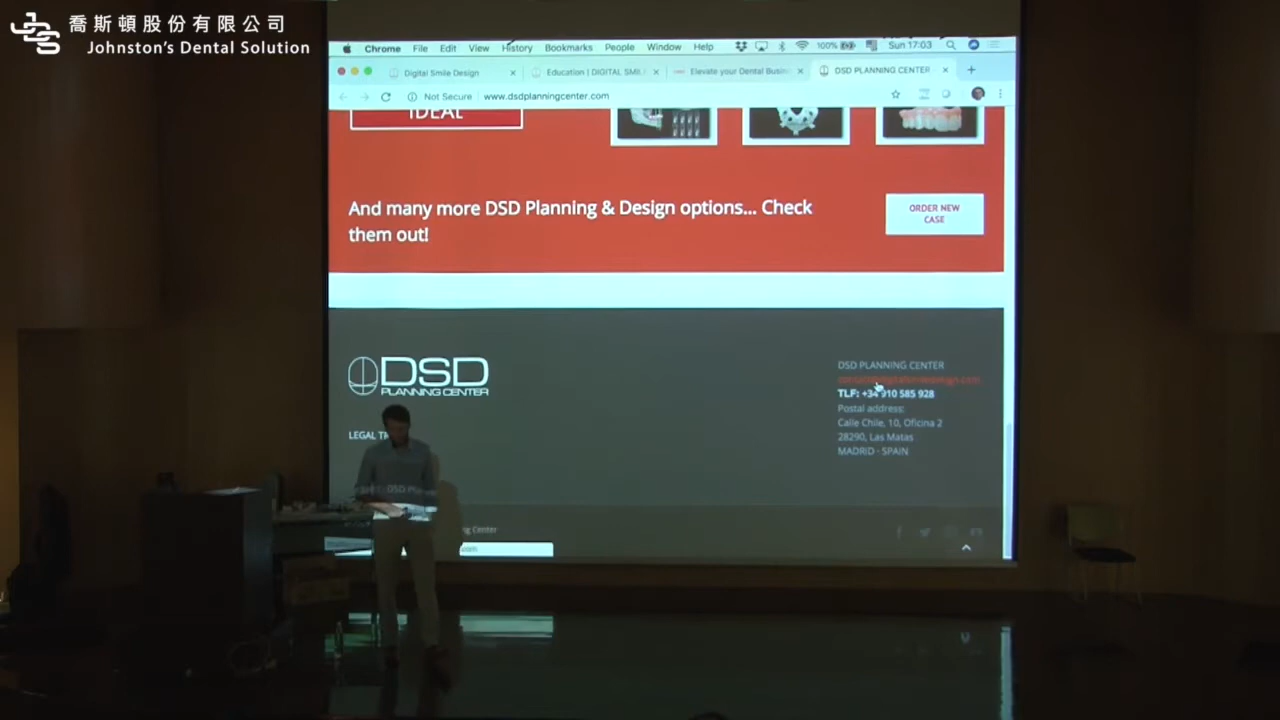 喬斯頓股份有限公司
Johnston's Dental Solution
Chrome File Edit View History Bookmarks People Window Help 100% Sun 17:03
Digital Smile Design
Education | DIGITAL SMIL
Elevate your Dental Busin
DSD PLANNING CENTER
Not Secure www.dsdplanningcenter.com
IDEAL
And many more DSD Planning & Design options... Check
them out!
ORDER NEW
CASE
DSD
PLANNING CENTER
LEGAL
DSD PLANNING CENTER
TLF: +34 910 585 928
Postal address:
Calle Chile, 10, Oficina 2
28290, Las Matas
MADRID - SPAIN
Center